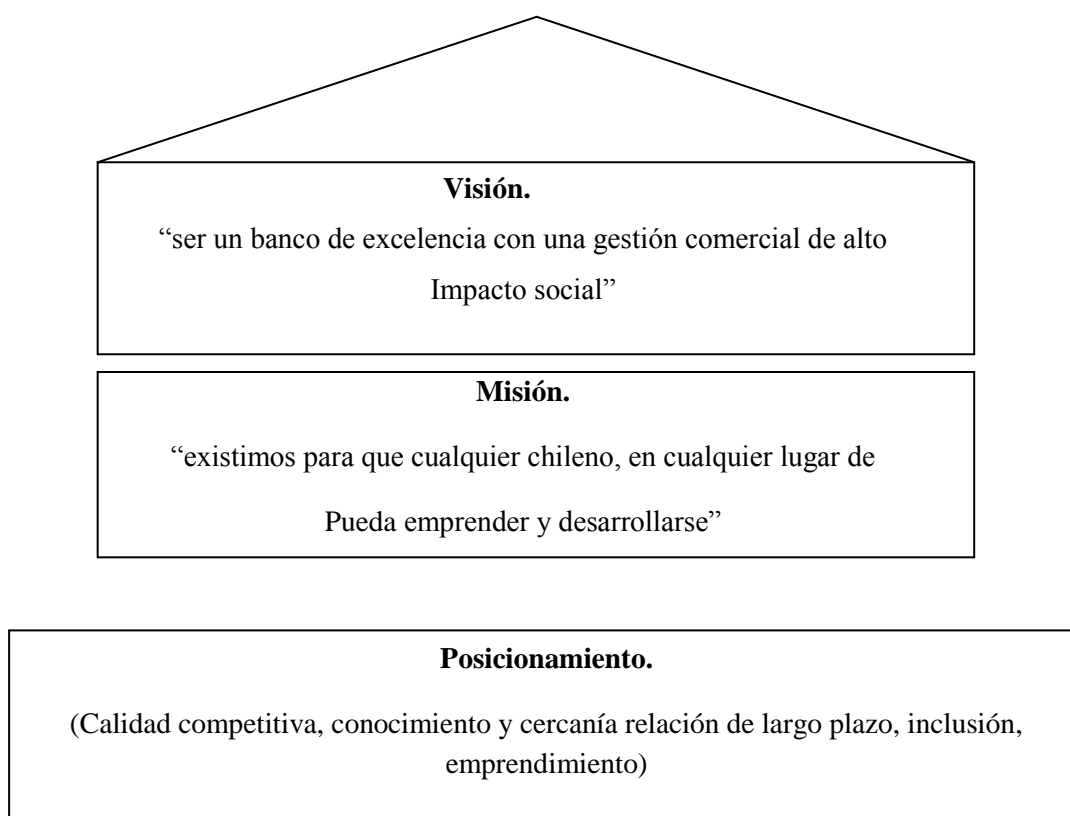 Visión.
“ser un banco de excelencia con una gestión comercial de alto
Impacto social”
Misión.
“existimos para que cualquier chileno, en cualquier lugar de
Pueda emprender y desarrollarse”
Posicionamiento.
(Calidad competitiva, conocimiento y cercanía relación de largo plazo, inclusión,
emprendimiento)